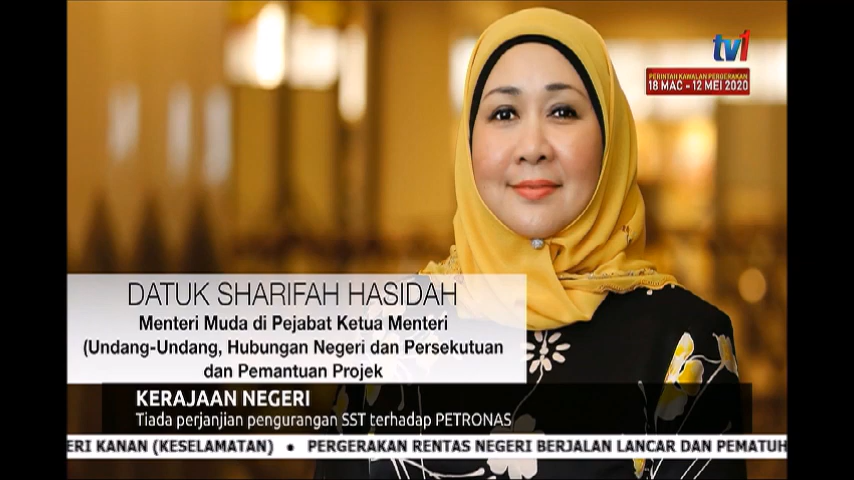 tv1
PERINTAH KAWALAN PERGERAKAN
18 MAC - 12 MEI 2020
DATUK SHARIFAH HASIDAH
Menteri Muda di Pejabat Ketua Menteri
(Undang-Undang, Hubungan Negeri dan Persekutuan
dan Pemantuan Projek
KERAJAAN NEGERI
Tiada perjanjian pengurangan SST terhadap PETRONAS
ERI KANAN (KESELAMATAN) • PERGERAKAN RENTAS NEGERI BERJALAN LANCAR DAN PEMATUH